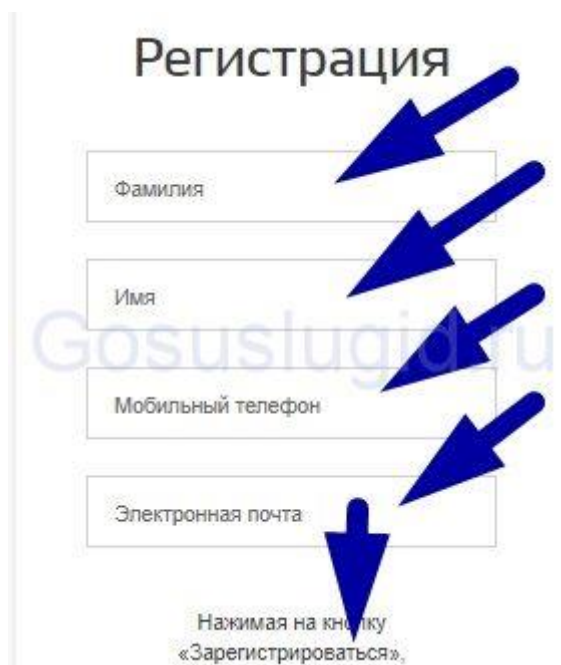 Регистрация
Фамилия
Имя
Gosuslugid.ru
Мобильный телефон
Электронная почта
Нажимая на кнопку
«Зарегистрироваться»,